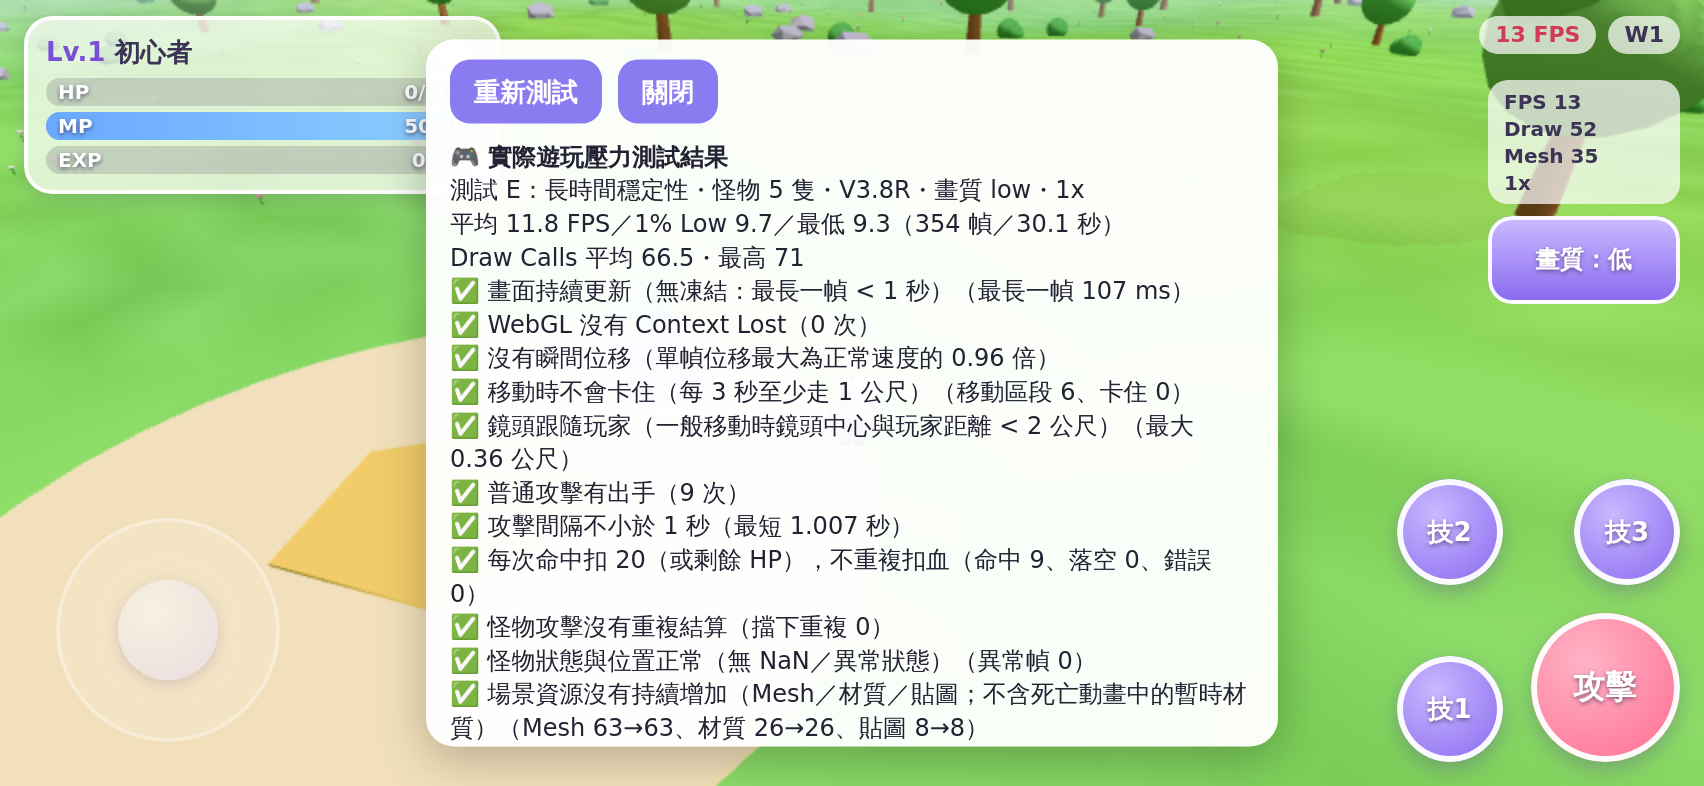 Lv.1 初心者
HP 0/
MP 50
EXP 0
重新測試 關閉
🎮 實際遊玩壓力測試結果
測試 E：長時間穩定性・怪物 5 隻・V3.8R・畫質 low・1x
平均 11.8 FPS／1% Low 9.7／最低 9.3（354 幀／30.1 秒）
Draw Calls 平均 66.5・最高 71
✅ 畫面持續更新（無凍結：最長一幀 < 1 秒）（最長一幀 107 ms）
✅ WebGL 沒有 Context Lost（0 次）
✅ 沒有瞬間位移（單幀位移最大為正常速度的 0.96 倍）
✅ 移動時不會卡住（每 3 秒至少走 1 公尺）（移動區段 6、卡住 0）
✅ 鏡頭跟隨玩家（一般移動時鏡頭中心與玩家距離 < 2 公尺）（最大
0.36 公尺）
✅ 普通攻擊有出手（9 次）
✅ 攻擊間隔不小於 1 秒（最短 1.007 秒）
✅ 每次命中扣 20（或剩餘 HP），不重複扣血（命中 9、落空 0、錯誤
0）
✅ 怪物攻擊沒有重複結算（擋下重複 0）
✅ 怪物狀態與位置正常（無 NaN／異常狀態）（異常幀 0）
✅ 場景資源沒有持續增加（Mesh／材質／貼圖；不含死亡動畫中的暫時材
質）（Mesh 63→63、材質 26→26、貼圖 8→8）
13 FPS W1
FPS 13
Draw 52
Mesh 35
1x
畫質：低
技2 技3
技1 攻擊